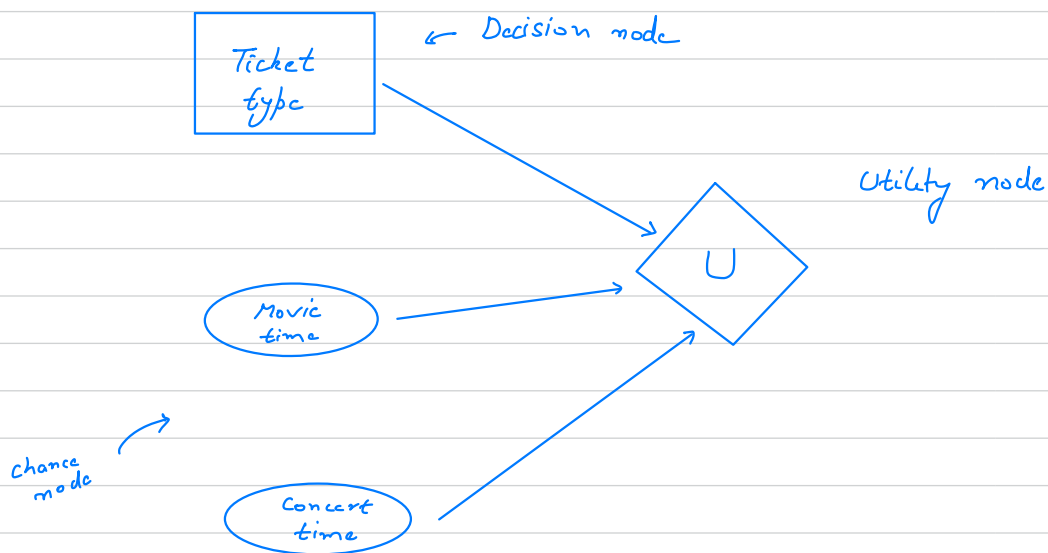 Decision node
Ticket
type
Utility node
U
Movie
time
chance
node
Concert
time